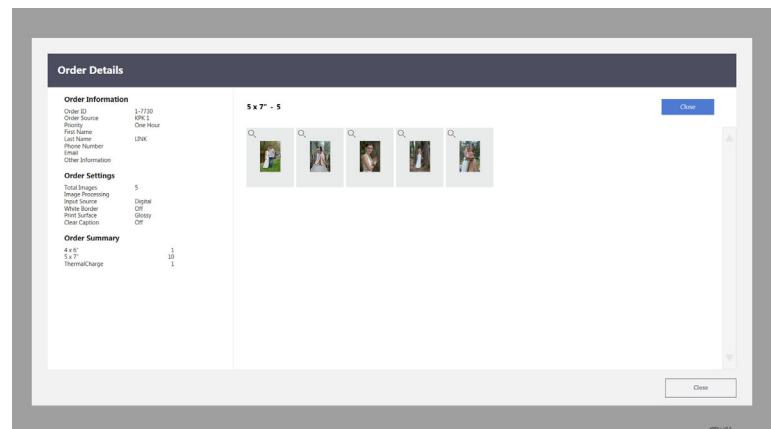 Order Details
Order Information
Order ID 1-7730
Order Source KPK 1
Priority One Hour
First Name
Last Name LINK
Phone Number
Email
Other Information
Order Settings
Total Images 5
Image Processing
Input Source Digital
White Border Off
Print Surface Glossy
Clear Caption Off
Order Summary
4 x 6" 1
5 x 7" 10
ThermalCharge 1
5 x 7" - 5
Close
Close